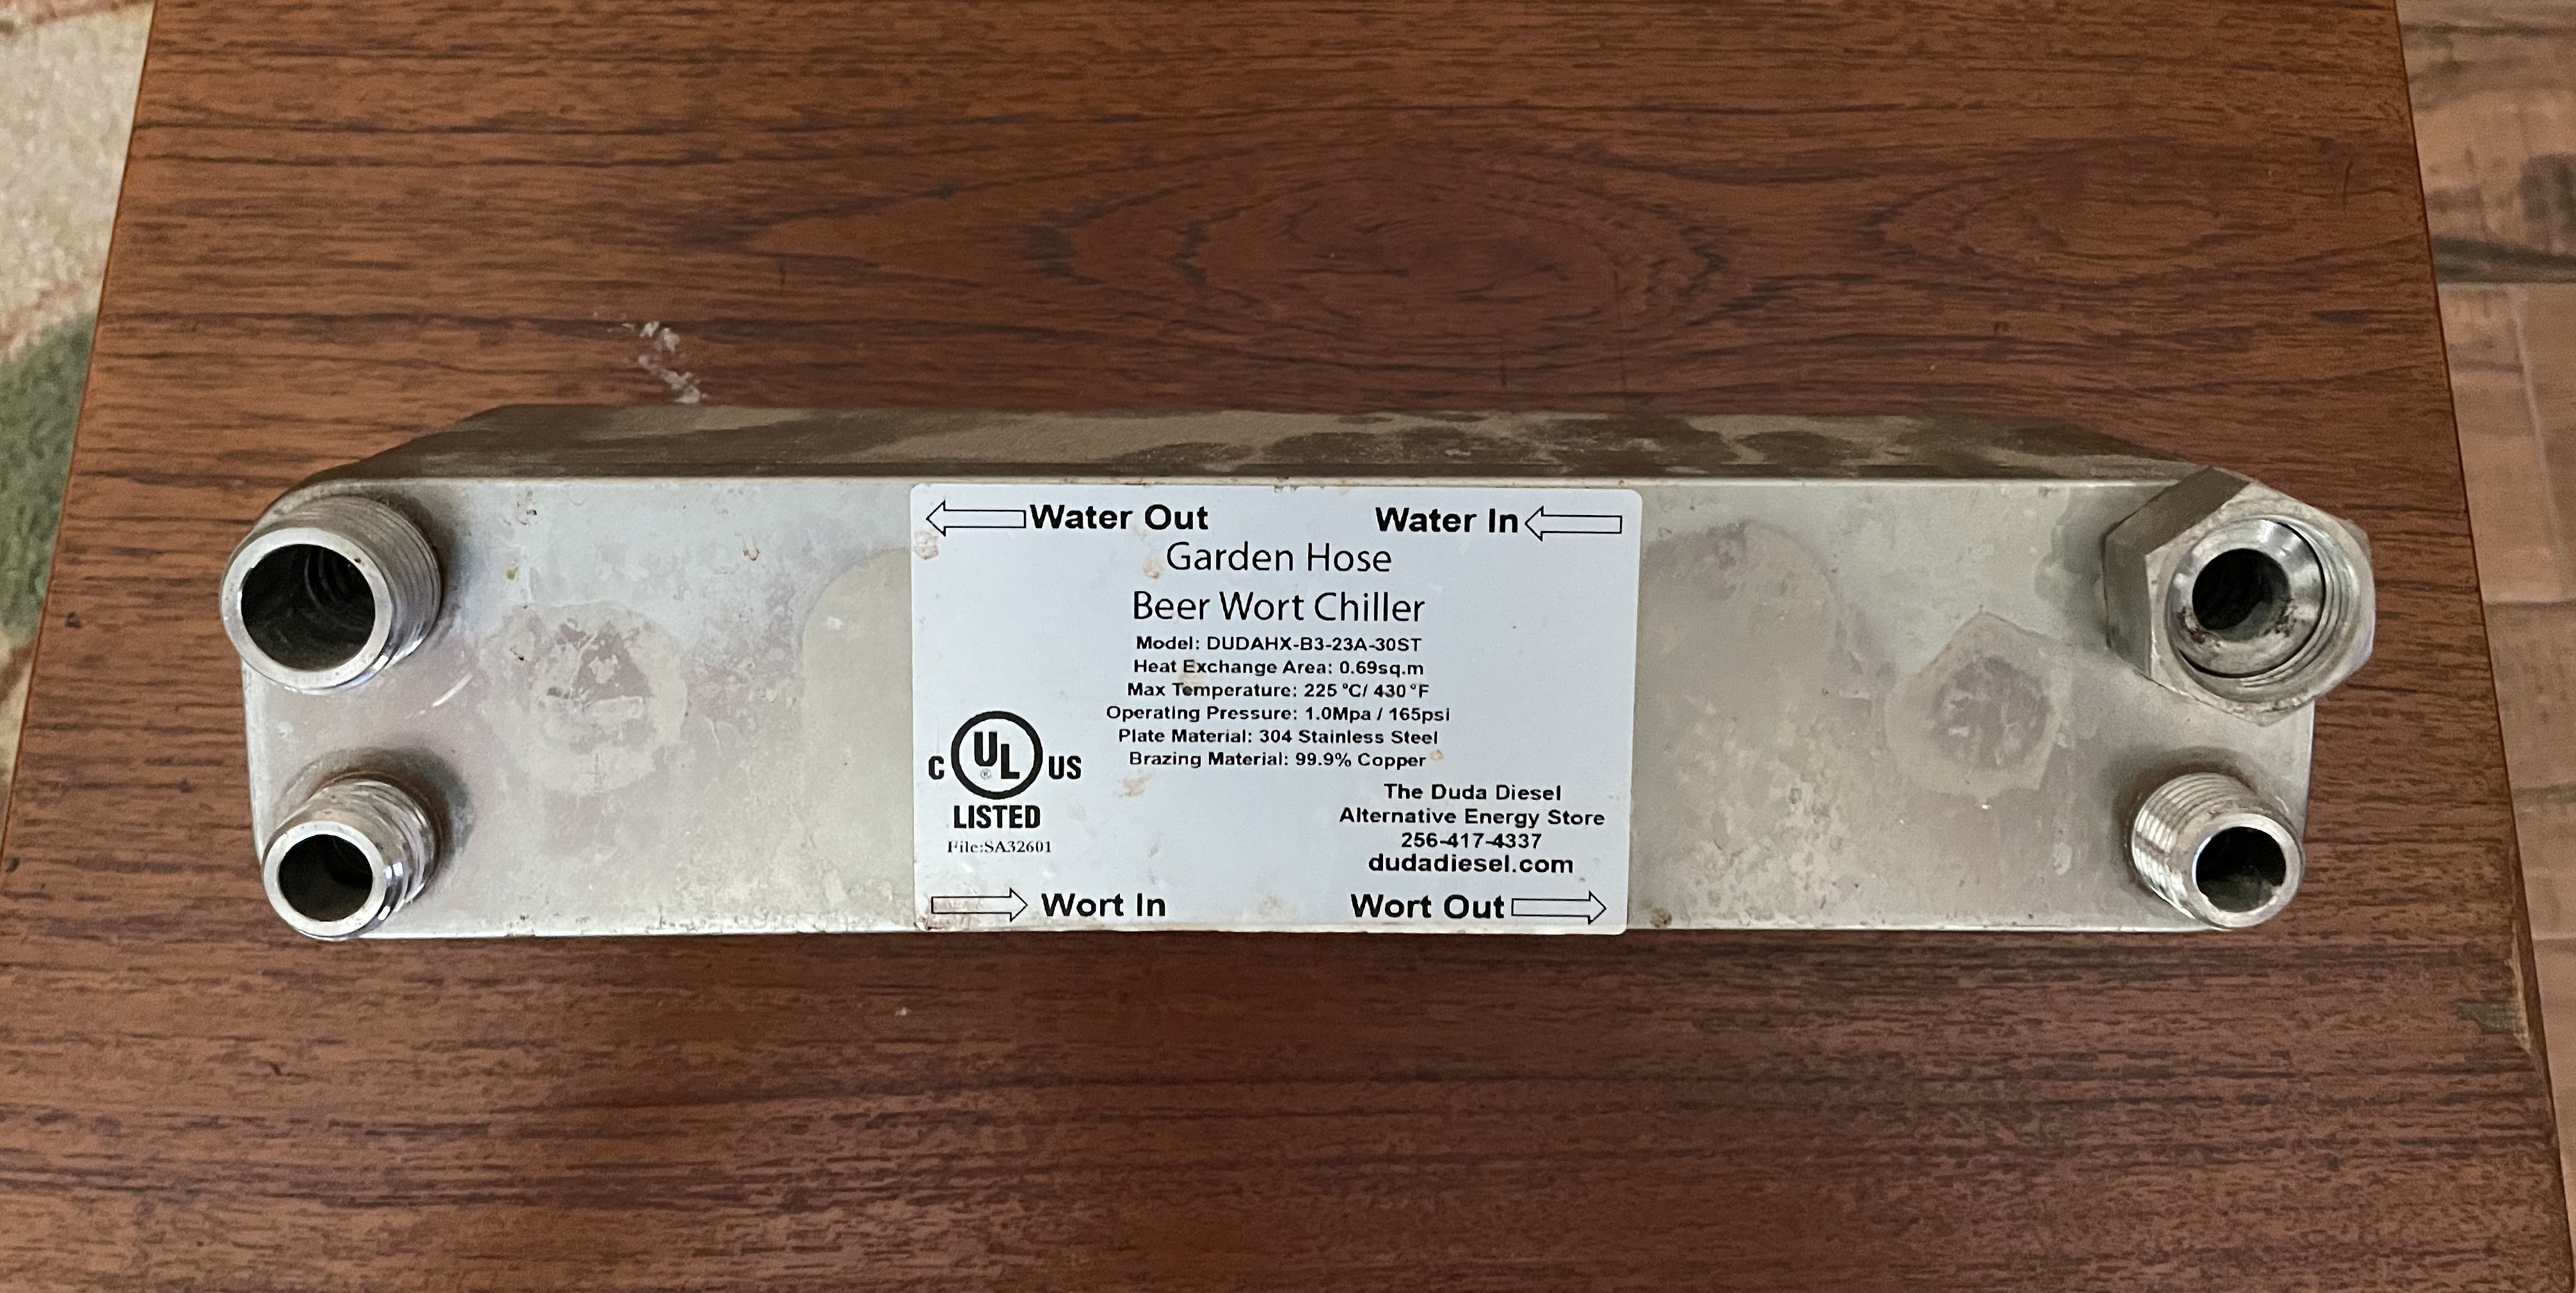 Water Out Water In
Garden Hose
Beer Wort Chiller
Model: DUDAHX-B3-23A-30ST
Heat Exchange Area: 0.69sq.m
Max Temperature: 225 °C/ 430 °F
Operating Pressure: 1.0Mpa / 165psi
Plate Material: 304 Stainless Steel
Brazing Material: 99.9% Copper
C UL ® US
LISTED
File:SA32601
The Duda Diesel
Alternative Energy Store
256-417-4337
dudadiesel.com
Wort In Wort Out